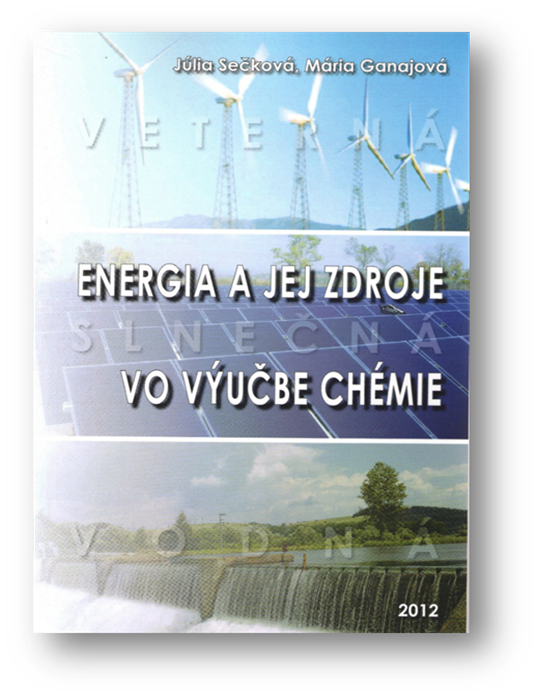 Júlia Sečková, Mária Ganajová
VETERNÁ
ENERGIA A JEJ ZDROJE
SLNEČNÁ
VO VÝUČBE CHÉMIE
VODNÁ
2012